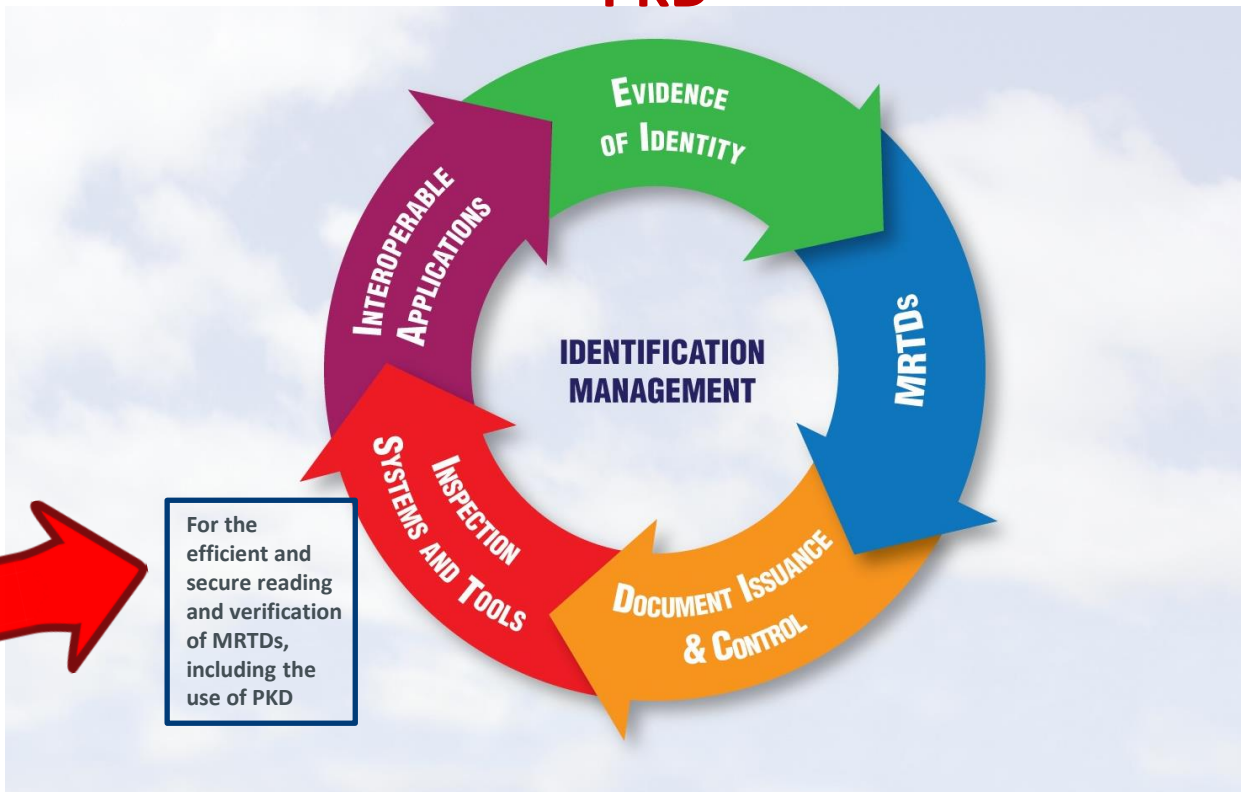 PKD
EVIDENCE
OF IDENTITY
MRTDs
DOCUMENT ISSUANCE
& CONTROL
INSPECTION
SYSTEMS AND TOOLS
INTEROPERABLE
APPLICATIONS
IDENTIFICATION
MANAGEMENT
For the
efficient and
secure reading
and verification
of MRTDs,
including the
use of PKD